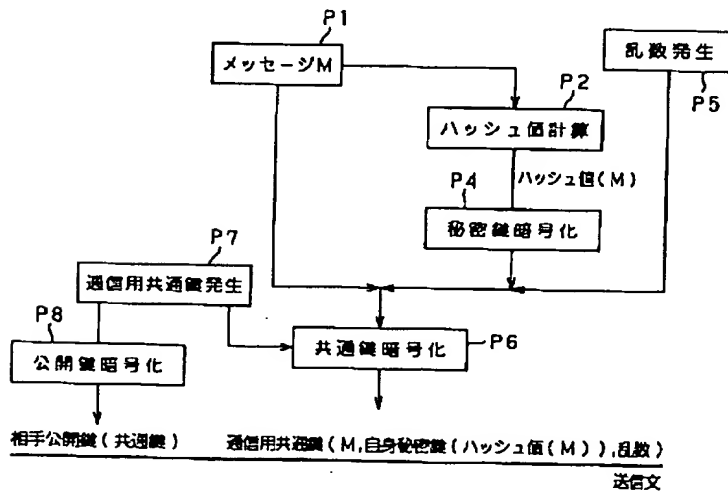 P1
メッセージM
乱数発生
P5
P2
ハッシュ値計算
ハッシュ値(M)
P4
秘密鍵暗号化
P7
通信用共通鍵発生
P8
公開鍵暗号化
共通鍵暗号化
P6
相手公開鍵(共通鍵)
通信用共通鍵(M,自身秘密鍵(ハッシュ値(M)),乱数)
送信文